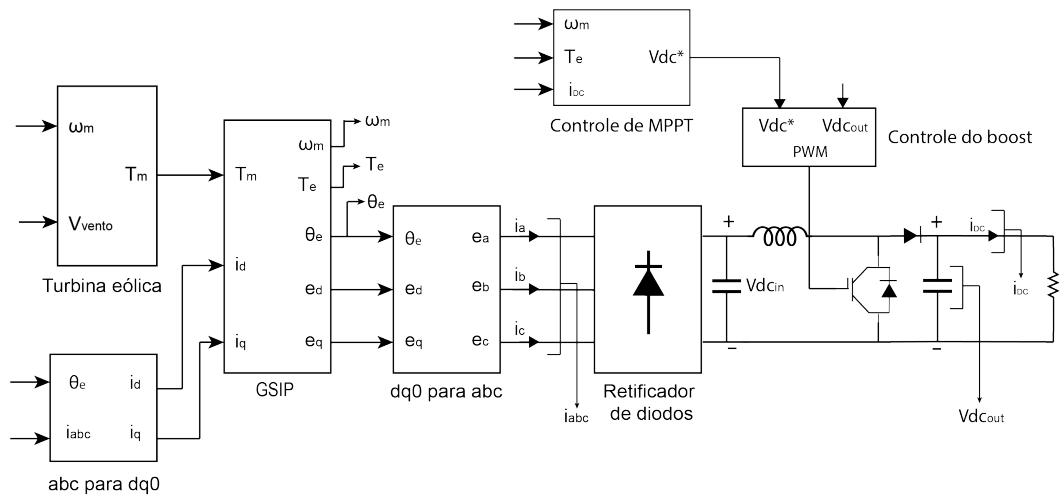 ωm
Te
iDC
Vdc*
Controle de MPPT
Vdc*
Vdcout
PWM
Controle do boost
ωm
Tm
Vvento
Turbina eólica
Tm
ωm
Te
θe
id
ed
iq
eq
GSIP
ωm
Te
θe
θe
iabc
id
iq
abc para dq0
θe
ed
eq
ea
eb
ec
dq0 para abc
ia
ib
ic
iabc
Retificador
de diodos
+
Vdcin
−
+
−
iDC
iDC
Vdcout